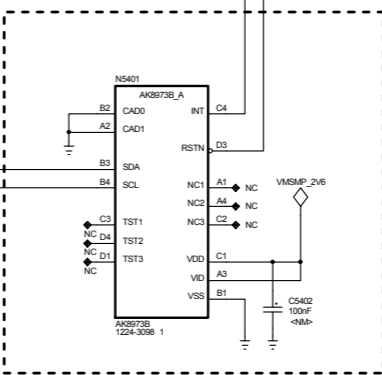 N5401
AK8973B_A
B2 CAD0 INT C4
A2 CAD1
RSTN D3
B3 SDA
B4 SCL NC1 A1 NC
NC2 A4 NC
C3 TST1 NC3 C2 NC
NC D4 TST2
NC D1 TST3
NC
VMSMP_2V6
VDD C1
VID A3
VSS B1
C5402
100nF
<NM>
AK8973B
1224-3098 1